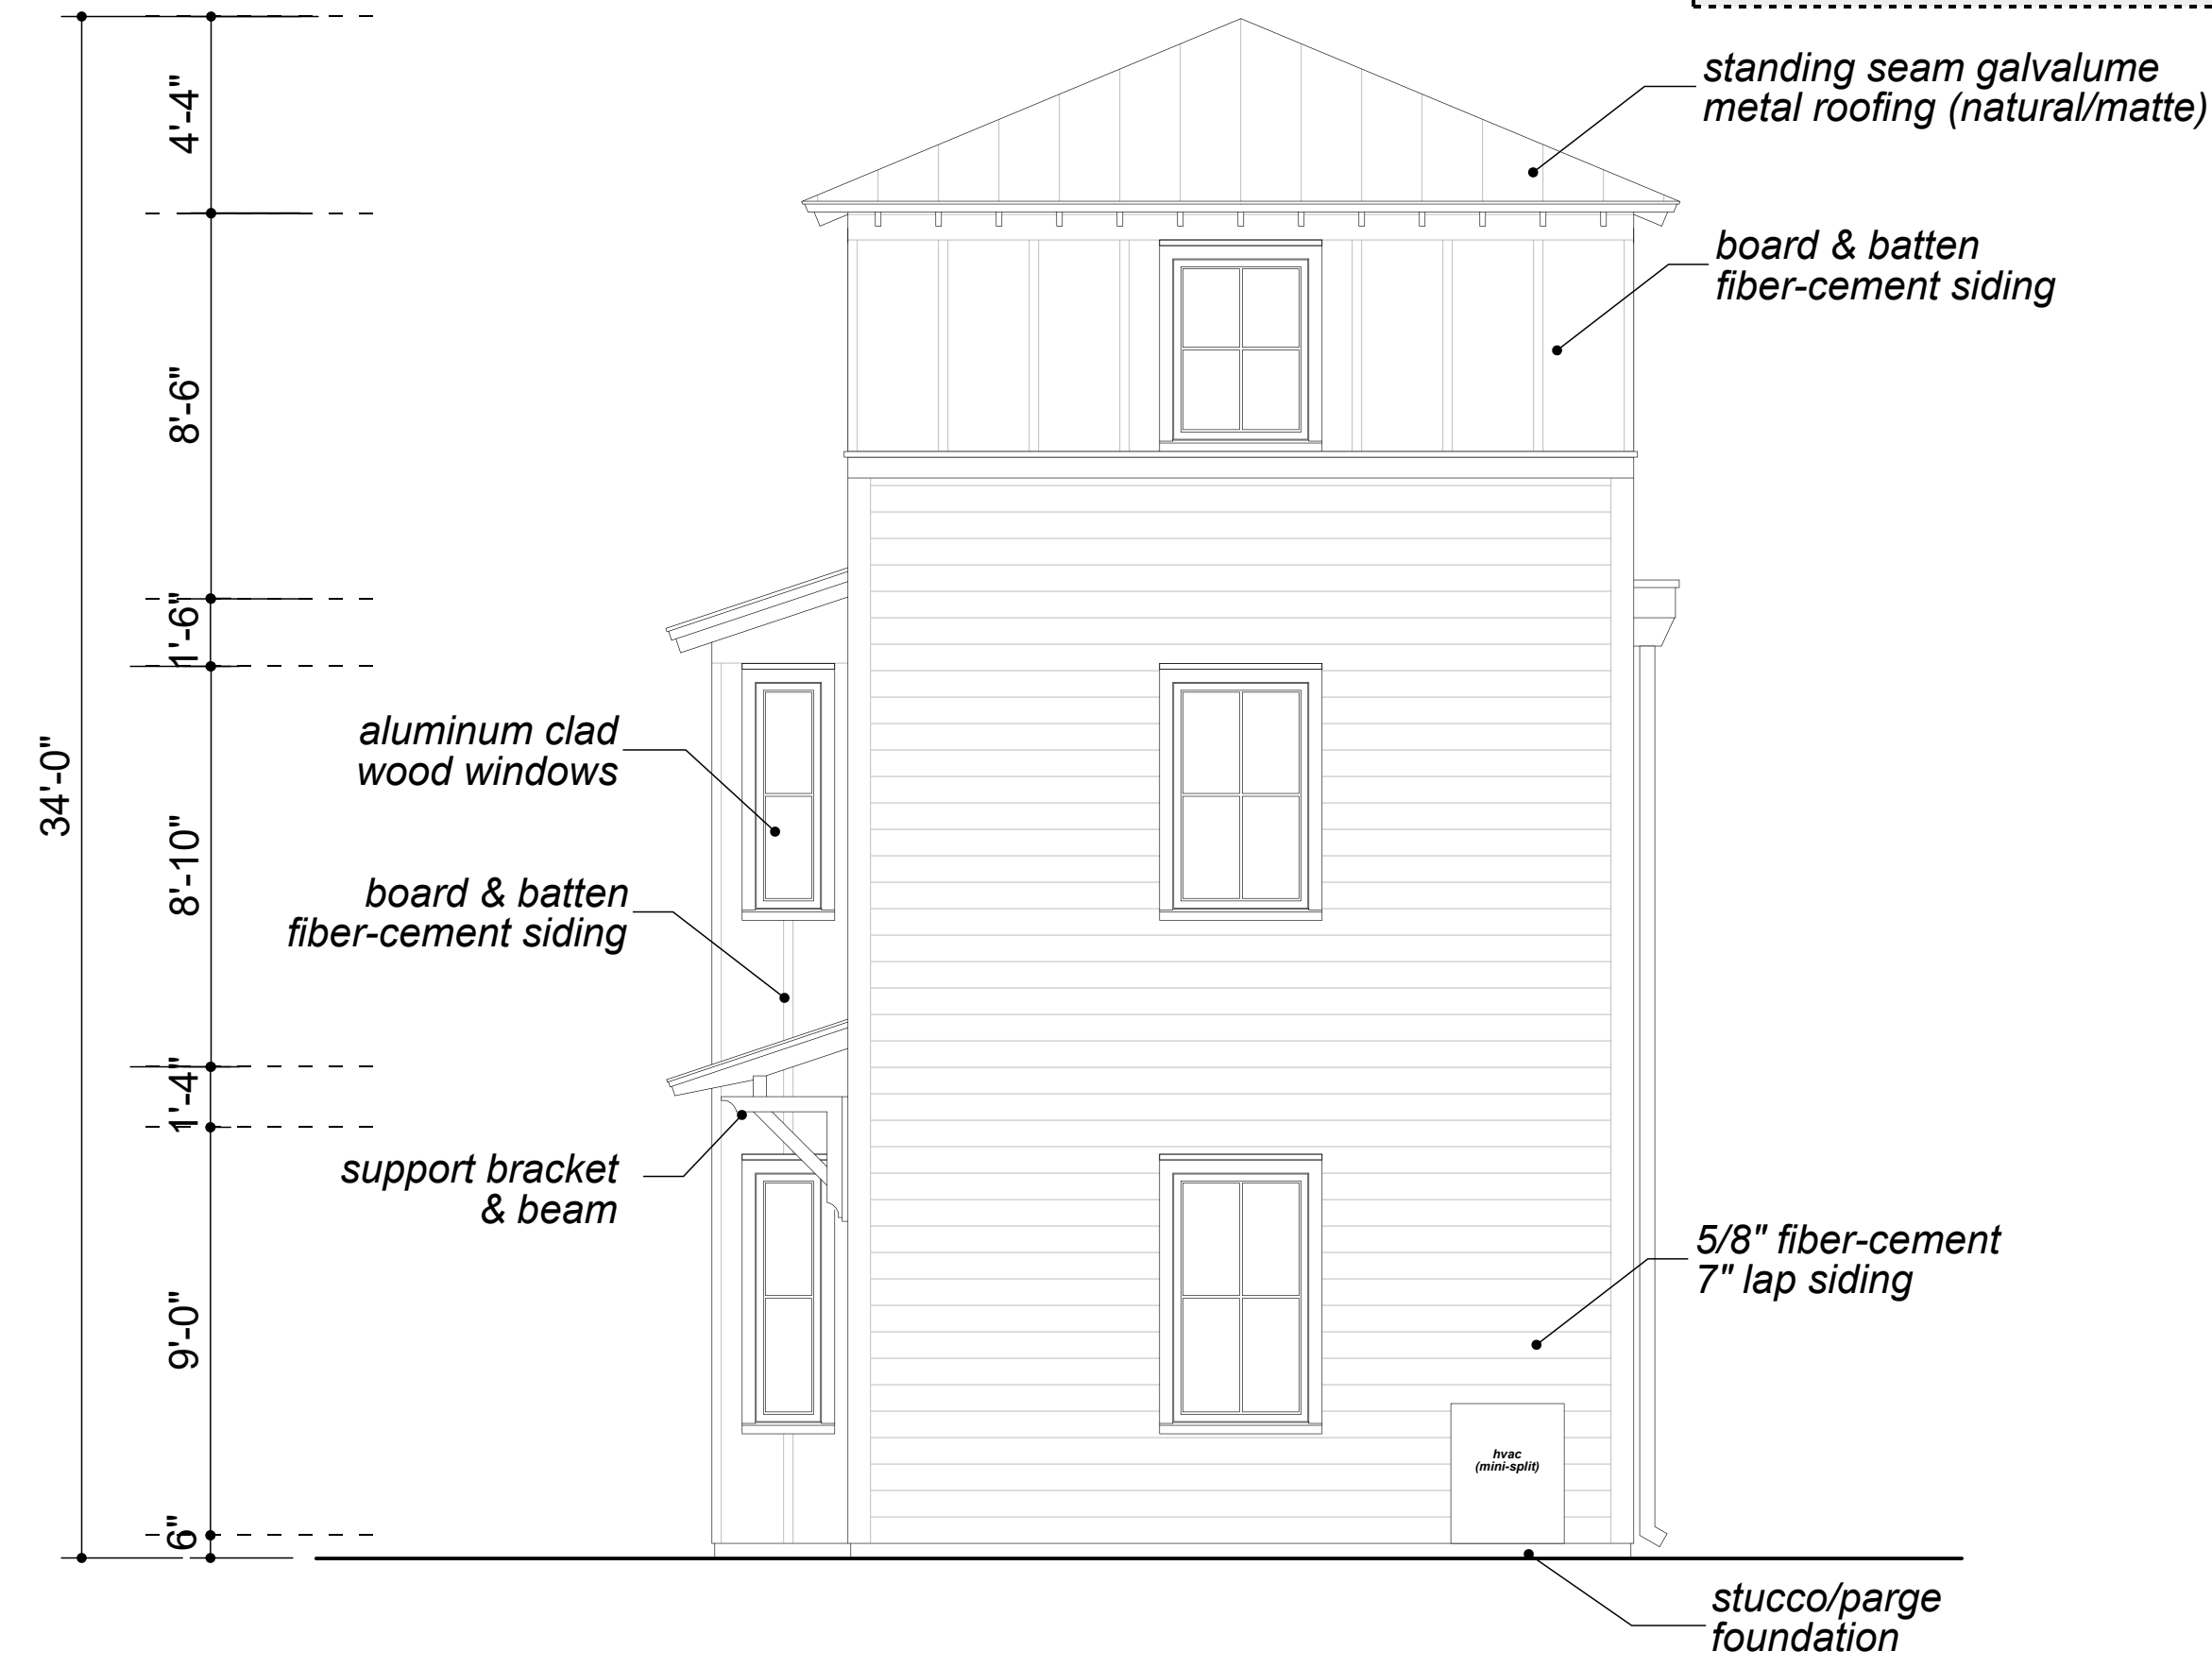 standing seam galvalume
metal roofing (natural/matte)
board & batten
fiber-cement siding
4'-4"
8'-6"
1'-6"
34'-0"
8'-10"
1'-4"
9'-0"
6"
aluminum clad
wood windows
board & batten
fiber-cement siding
support bracket
& beam
5/8" fiber-cement
7" lap siding
hvac
(mini-split)
stucco/parge
foundation